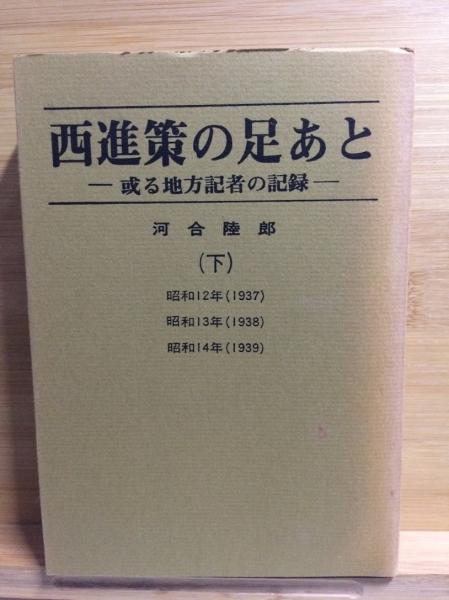 西進策の足あと
―或る地方記者の記録―
河合陸郎
(下)
昭和12年(1937)
昭和13年(1938)
昭和14年(1939)